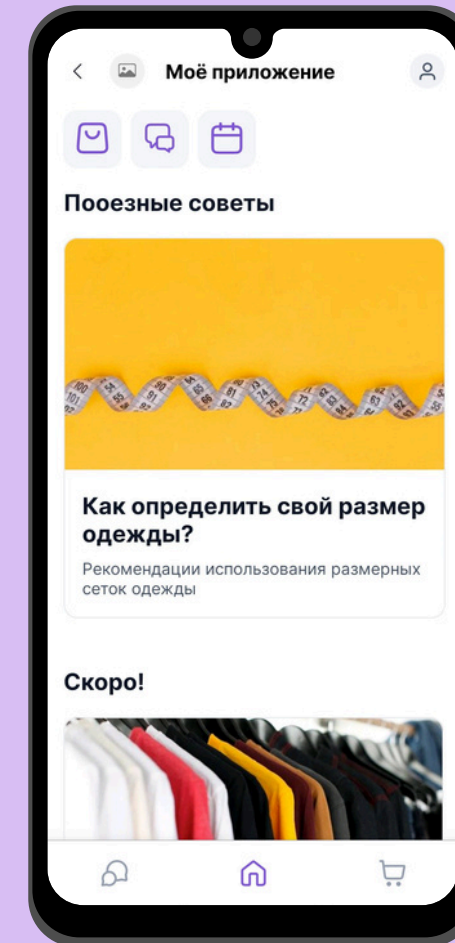 Моё приложение
Пооезные советы
Как определить свой размер
одежды?
Рекомендации использования размерных
сеток одежды
Скоро!